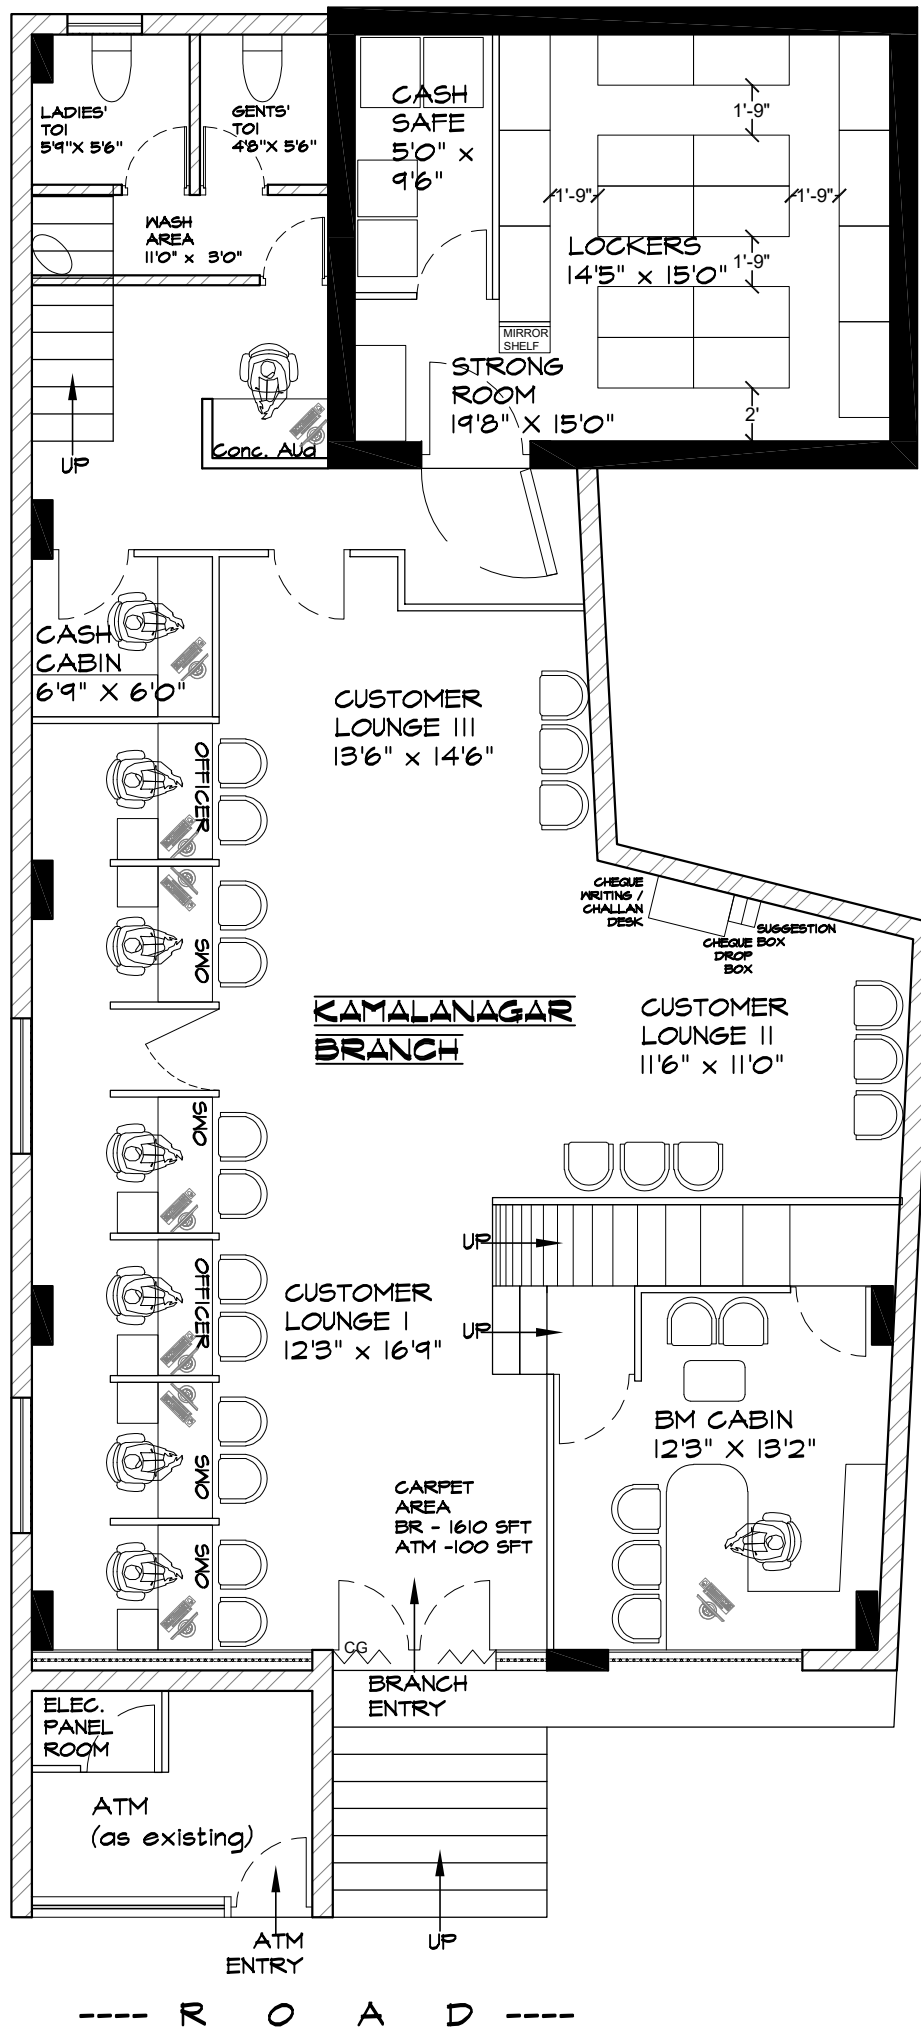 LADIES'
TOI
5'9"X 5'6"
GENTS'
TOI
4'8"X 5'6"
CASH
SAFE
5'0" x
9'6"
1'-9"
1'-9"
1'-9"
WASH
AREA
11'0" x 3'0"
LOCKERS
14'5" x 15'0"
1'-9"
MIRROR
SHELF
STRONG
ROOM
19'8" X 15'0"
2'
Conc. Aud
UP
CASH
CABIN
6'9" X 6'0"
CUSTOMER
LOUNGE III
13'6" x 14'6"
OFFICER
CHEQUE
WRITING /
CHALLAN
DESK
CHEQUE
DROP
BOX
SUGGESTION
BOX
SWO
KAMALANAGAR
BRANCH
CUSTOMER
LOUNGE II
11'6" x 11'0"
SWO
UP
OFFICER
CUSTOMER
LOUNGE I
12'3" x 16'9"
UP
BM CABIN
12'3" X 13'2"
SWO
CARPET
AREA
BR - 1610 SFT
ATM -100 SFT
SWO
CG
BRANCH
ENTRY
ELEC.
PANEL
ROOM
ATM
(as existing)
ATM
ENTRY
UP
---- R O A D ----